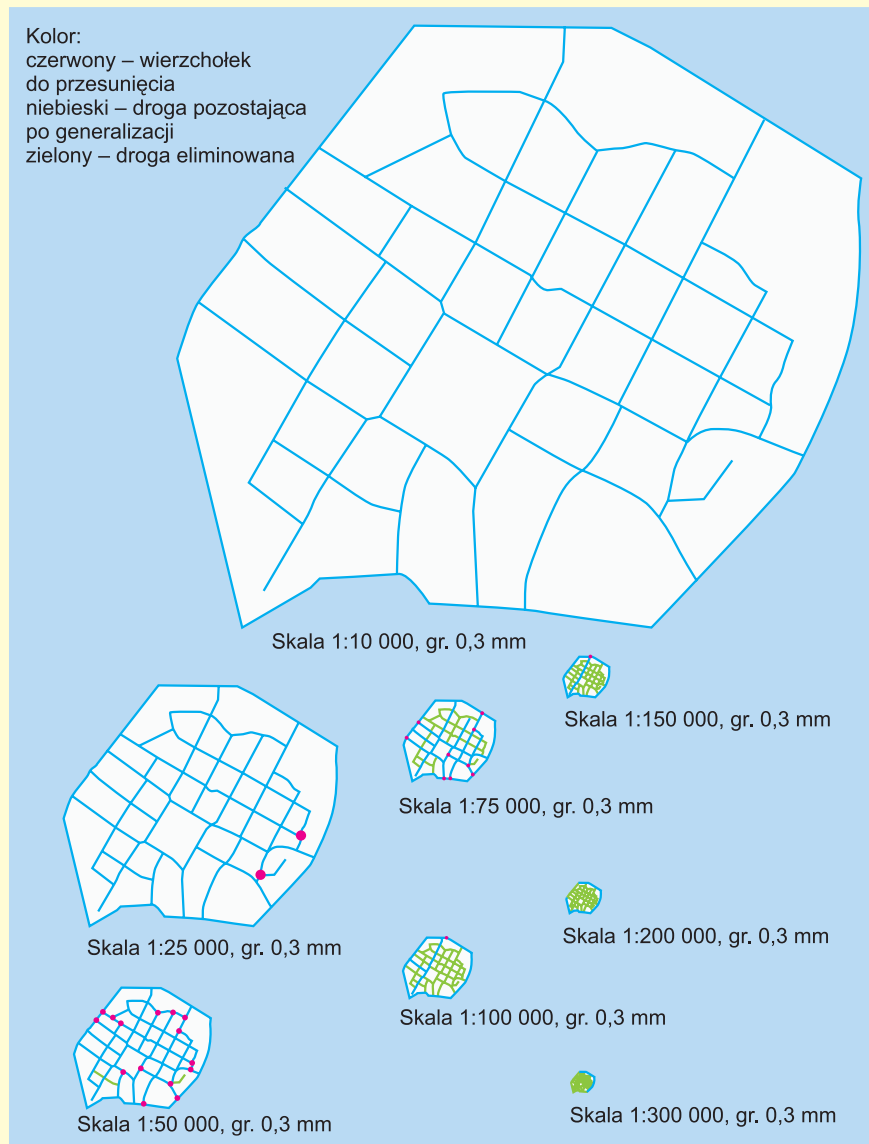 Kolor:
czerwony – wierzchołek
do przesunięcia
niebieski – droga pozostająca
po generalizacji
zielony – droga eliminowana
Skala 1:10 000, gr. 0,3 mm
Skala 1:150 000, gr. 0,3 mm
Skala 1:75 000, gr. 0,3 mm
Skala 1:25 000, gr. 0,3 mm
Skala 1:200 000, gr. 0,3 mm
Skala 1:100 000, gr. 0,3 mm
Skala 1:50 000, gr. 0,3 mm
Skala 1:300 000, gr. 0,3 mm